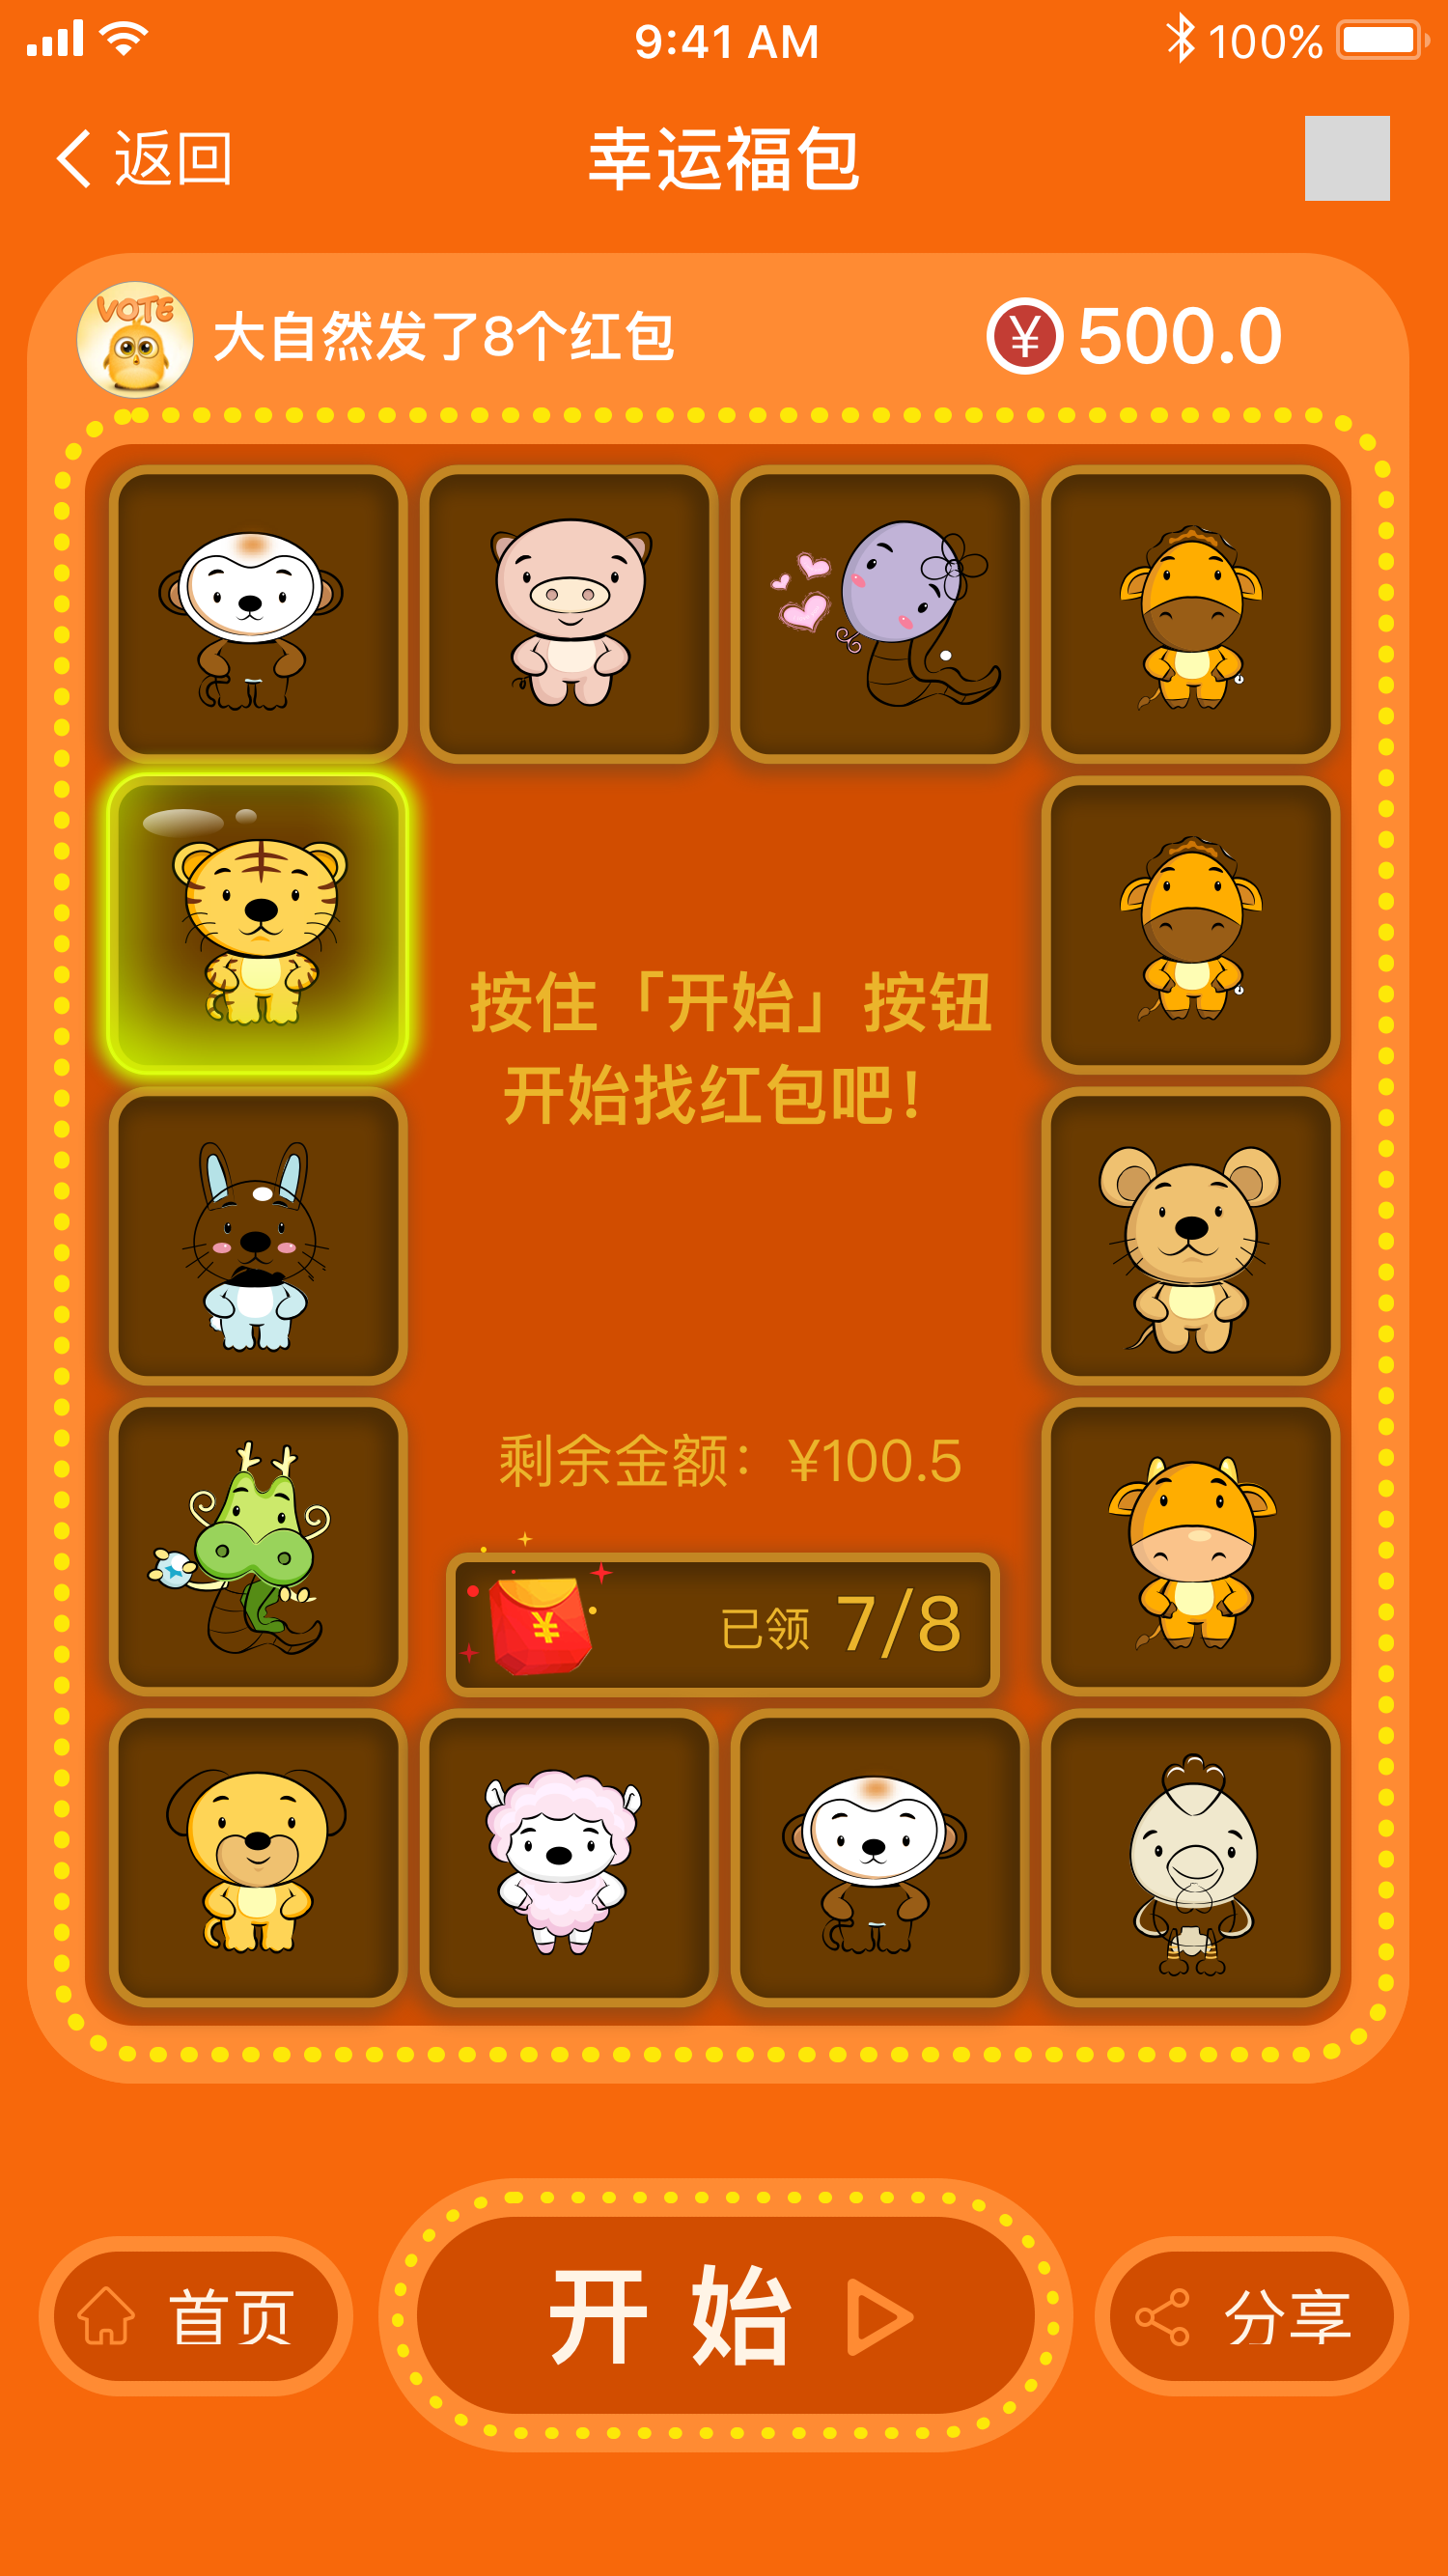 9:41 AM
100%
返回
幸运福包
VOTE
大自然发了8个红包
¥500.0
按住「开始」按钮
开始找红包吧！
剩余金额：¥100.5
¥
已领 7/8
开始
首页
分享